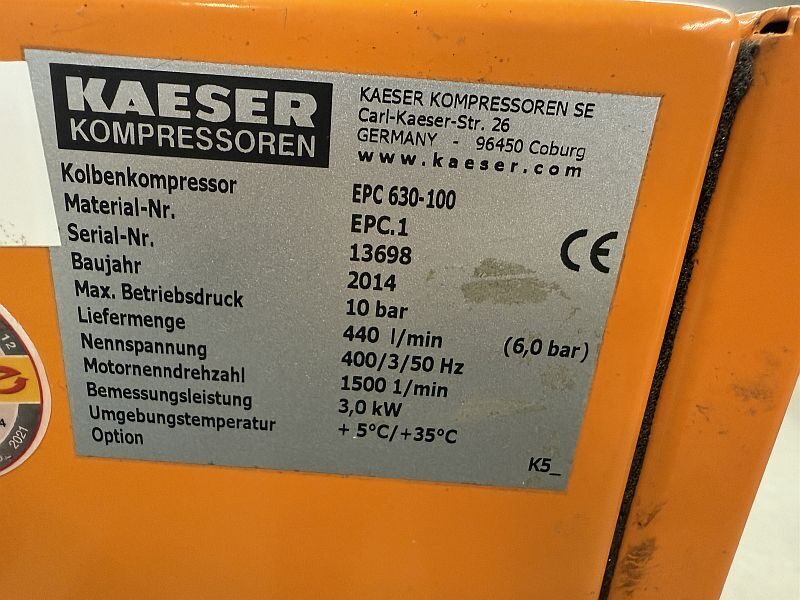 KAESER
KOMPRESSOREN
KAESER KOMPRESSOREN SE
Carl-Kaeser-Str. 26
GERMANY - 96450 Coburg
www.kaeser.com
Kolbenkompressor EPC 630-100
Material-Nr. EPC.1
Serial-Nr. 13698
Baujahr 2014
Max. Betriebsdruck 10 bar
Liefermenge 440 l/min (6,0 bar)
Nennspannung 400/3/50 Hz
Motornenndrehzahl 1500 1/min
Bemessungsleistung 3,0 kW
Umgebungstemperatur + 5°C/+35°C
Option
K5_
CE
12
2021